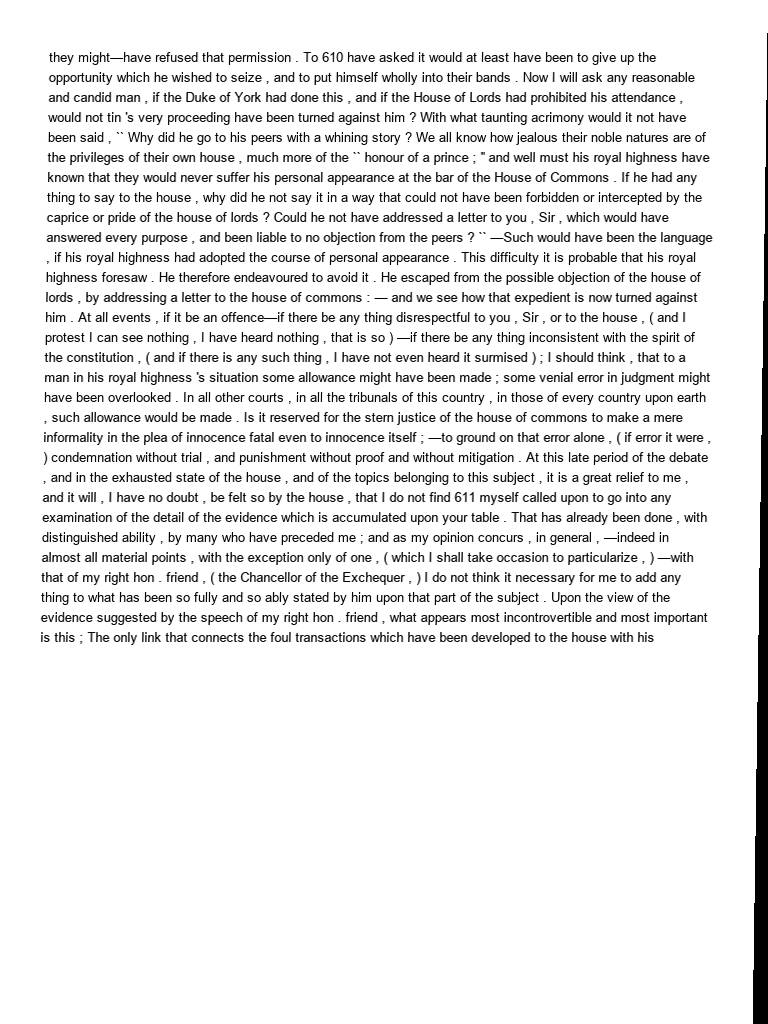 they might—have refused that permission . To 610 have asked it would at least have been to give up the
opportunity which he wished to seize , and to put himself wholly into their bands . Now I will ask any reasonable
and candid man , if the Duke of York had done this , and if the House of Lords had prohibited his attendance ,
would not tin 's very proceeding have been turned against him ? With what taunting acrimony would it not have
been said , `` Why did he go to his peers with a whining story ? We all know how jealous their noble natures are of
the privileges of their own house , much more of the `` honour of a prince ; " and well must his royal highness have
known that they would never suffer his personal appearance at the bar of the House of Commons . If he had any
thing to say to the house , why did he not say it in a way that could not have been forbidden or intercepted by the
caprice or pride of the house of lords ? Could he not have addressed a letter to you , Sir , which would have
answered every purpose , and been liable to no objection from the peers ? `` —Such would have been the language
, if his royal highness had adopted the course of personal appearance . This difficulty it is probable that his royal
highness foresaw . He therefore endeavoured to avoid it . He escaped from the possible objection of the house of
lords , by addressing a letter to the house of commons : — and we see how that expedient is now turned against
him . At all events , if it be an offence—if there be any thing disrespectful to you , Sir , or to the house , ( and I
protest I can see nothing , I have heard nothing , that is so ) —if there be any thing inconsistent with the spirit of
the constitution , ( and if there is any such thing , I have not even heard it surmised ) ; I should think , that to a
man in his royal highness 's situation some allowance might have been made ; some venial error in judgment might
have been overlooked . In all other courts , in all the tribunals of this country , in those of every country upon earth
, such allowance would be made . Is it reserved for the stern justice of the house of commons to make a mere
informality in the plea of innocence fatal even to innocence itself ; —to ground on that error alone , ( if error it were ,
) condemnation without trial , and punishment without proof and without mitigation . At this late period of the debate
, and in the exhausted state of the house , and of the topics belonging to this subject , it is a great relief to me ,
and it will , I have no doubt , be felt so by the house , that I do not find 611 myself called upon to go into any
examination of the detail of the evidence which is accumulated upon your table . That has already been done , with
distinguished ability , by many who have preceded me ; and as my opinion concurs , in general , —indeed in
almost all material points , with the exception only of one , ( which I shall take occasion to particularize , ) —with
that of my right hon . friend , ( the Chancellor of the Exchequer , ) I do not think it necessary for me to add any
thing to what has been so fully and so ably stated by him upon that part of the subject . Upon the view of the
evidence suggested by the speech of my right hon . friend , what appears most incontrovertible and most important
is this ; The only link that connects the foul transactions which have been developed to the house with his